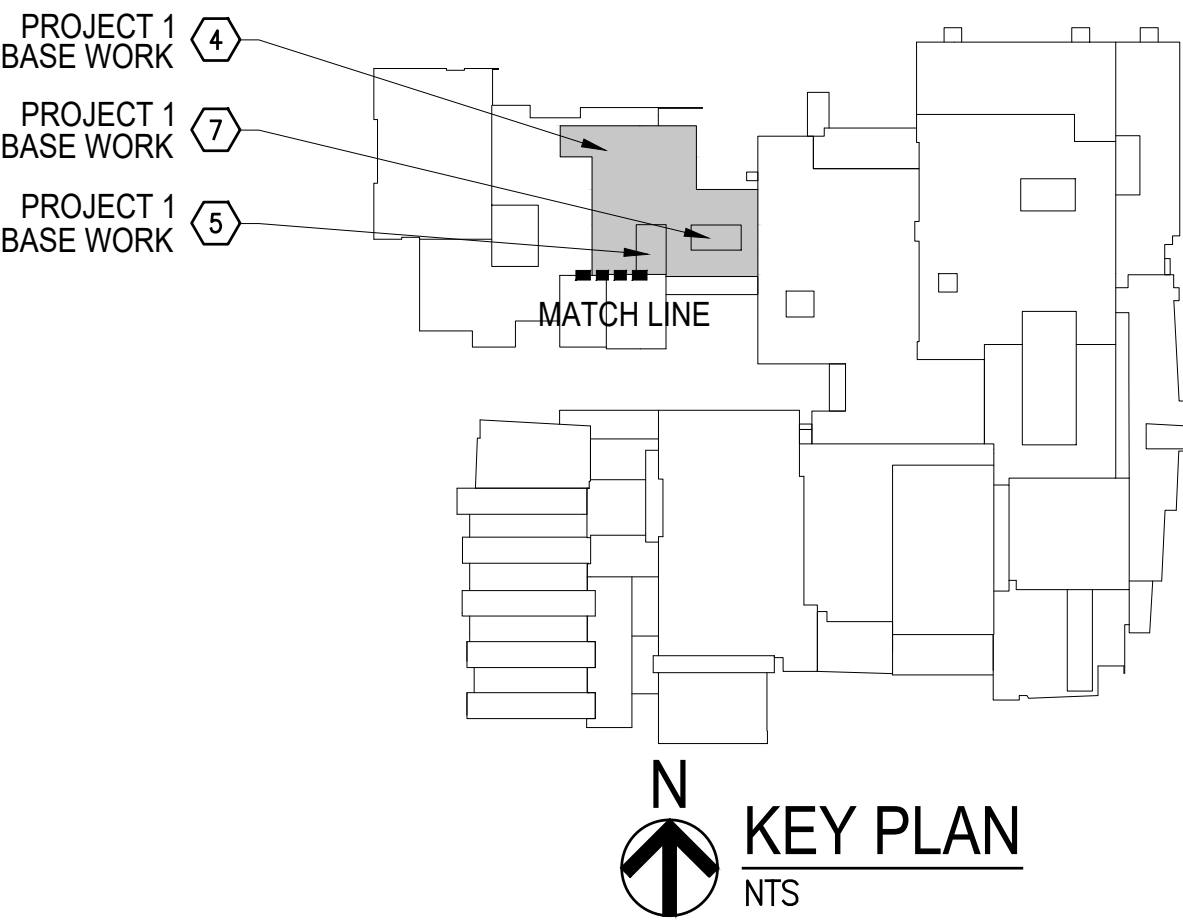 PROJECT 1
BASE WORK
4
PROJECT 1
BASE WORK
7
PROJECT 1
BASE WORK
5
MATCH LINE
N
KEY PLAN
NTS